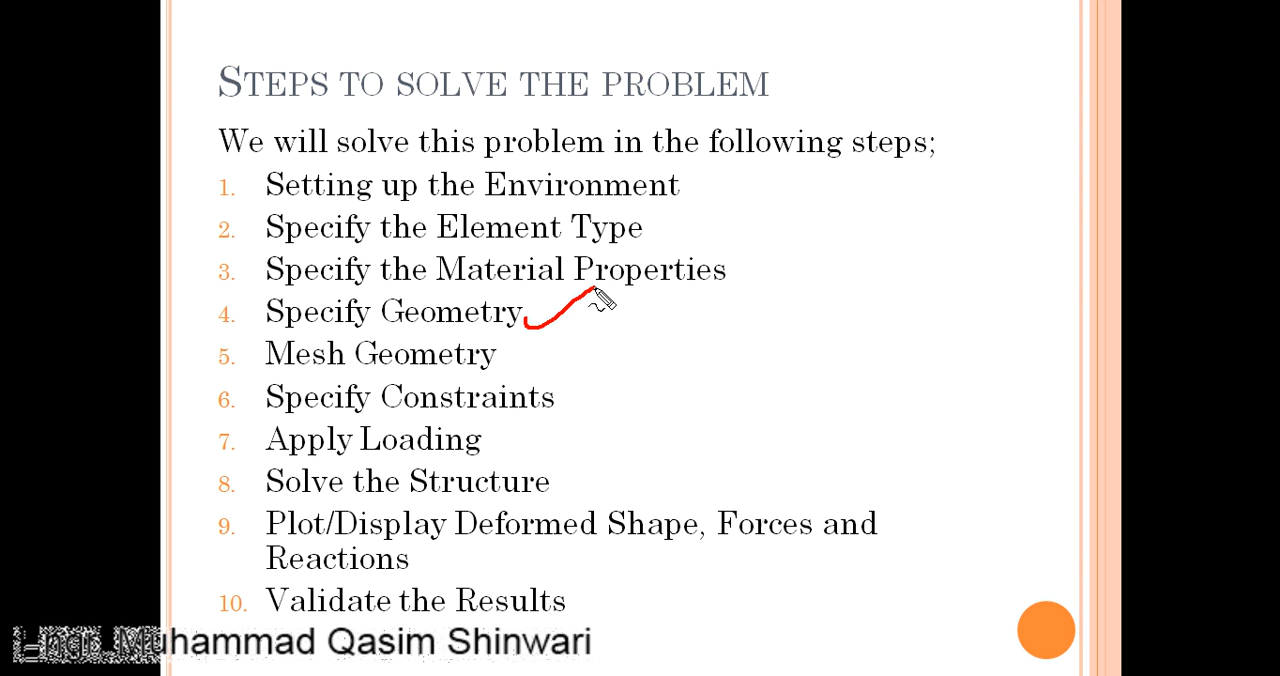 STEPS TO SOLVE THE PROBLEM
We will solve this problem in the following steps;
1. Setting up the Environment
2. Specify the Element Type
3. Specify the Material Properties
4. Specify Geometry
5. Mesh Geometry
6. Specify Constraints
7. Apply Loading
8. Solve the Structure
9. Plot/Display Deformed Shape, Forces and
Reactions
10. Validate the Results
Muhammad Qasim Shinwari